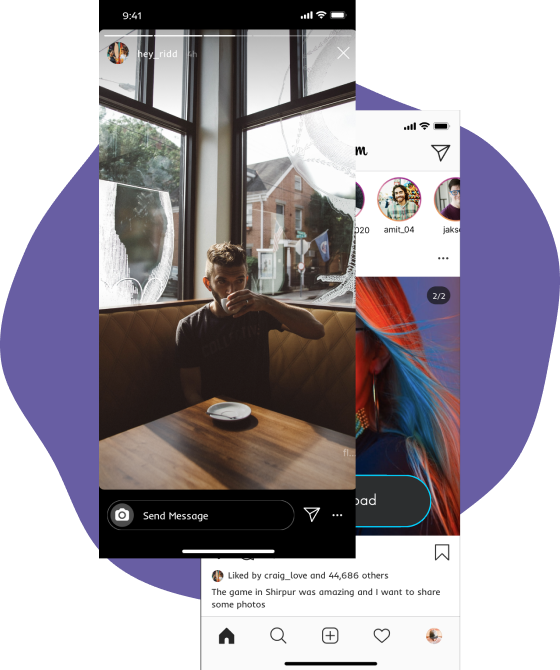 9:41
hey_ridd 4h
m
020 amit_04 jaks
2/2
fl...
oad
Send Message
Liked by craig_love and 44,686 others
The game in Shirpur was amazing and I want to share
some photos